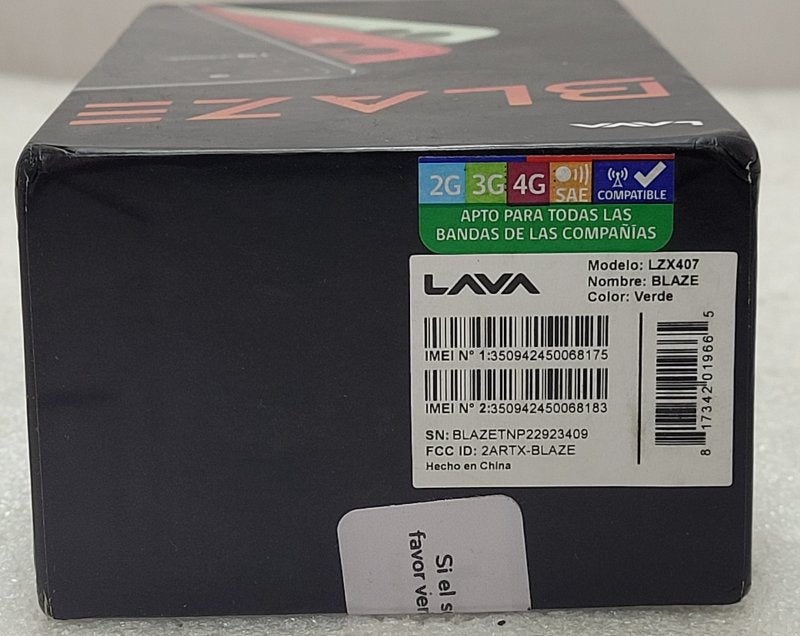 BLAZE
LAVA
2G 3G 4G SAE COMPATIBLE
APTO PARA TODAS LAS
BANDAS DE LAS COMPAÑÍAS
LAVA
Modelo: LZX407
Nombre: BLAZE
Color: Verde
IMEI N° 1:350942450068175
IMEI N° 2:350942450068183
SN: BLAZETNP22923409
FCC ID: 2ARTX-BLAZE
Hecho en China
8 17342 01966 5
Si el s
favor ver